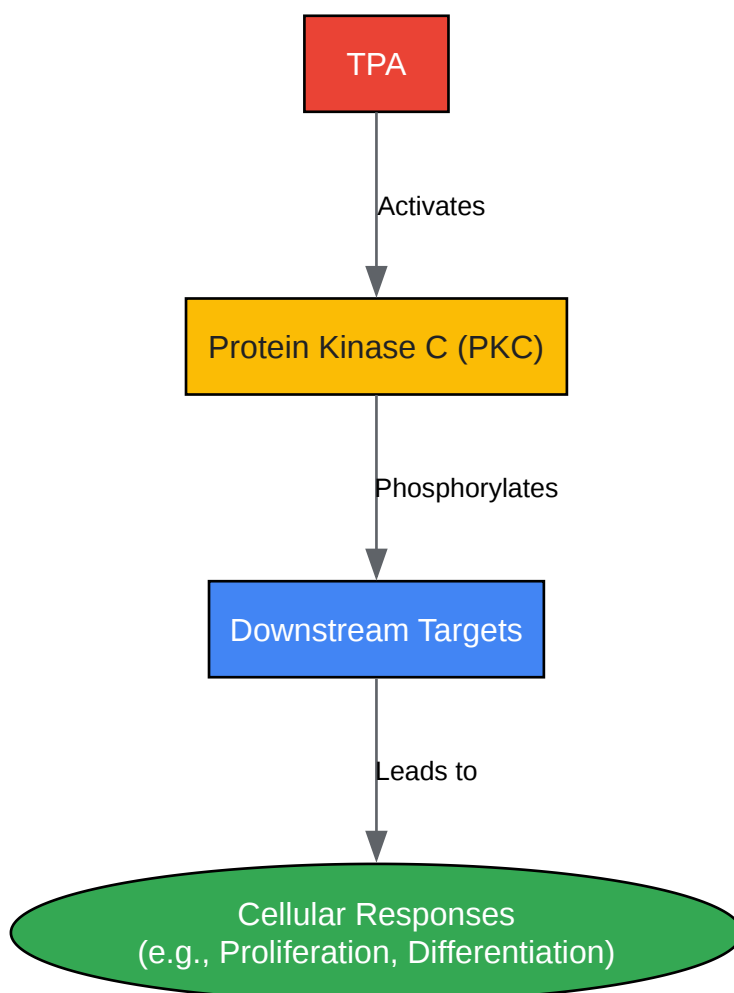 TPA
Activates
Protein Kinase C (PKC)
Phosphorylates
Downstream Targets
Leads to
Cellular Responses
(e.g., Proliferation, Differentiation)